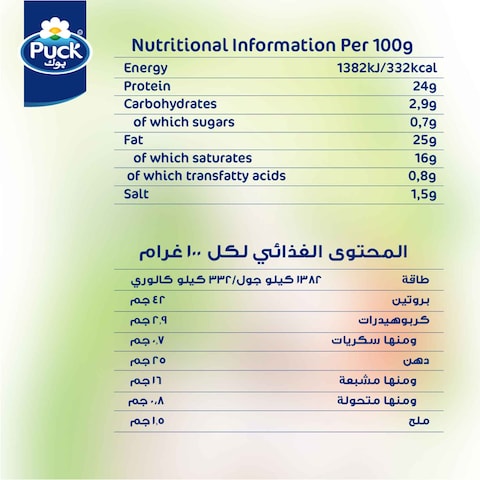 Puck
بوك
Nutritional Information Per 100g
Energy 1382kJ/332kcal
Protein 24g
Carbohydrates 2,9g
of which sugars 0,7g
Fat 25g
of which saturates 16g
of which transfatty acids 0,8g
Salt 1,5g
المحتوى الغذائي لكل ١٠٠ غرام
طاقة ١٣٨٢ كيلو جول/٣٣٢ كيلو كالوري
بروتين ٤٢ جم
كربوهيدرات ٢،٩ جم
ومنها سكريات ٠،٧ جم
دهن ٢٥ جم
ومنها مشبعة ١٦ جم
ومنها متحولة ٠،٨ جم
ملح ١،٥ جم